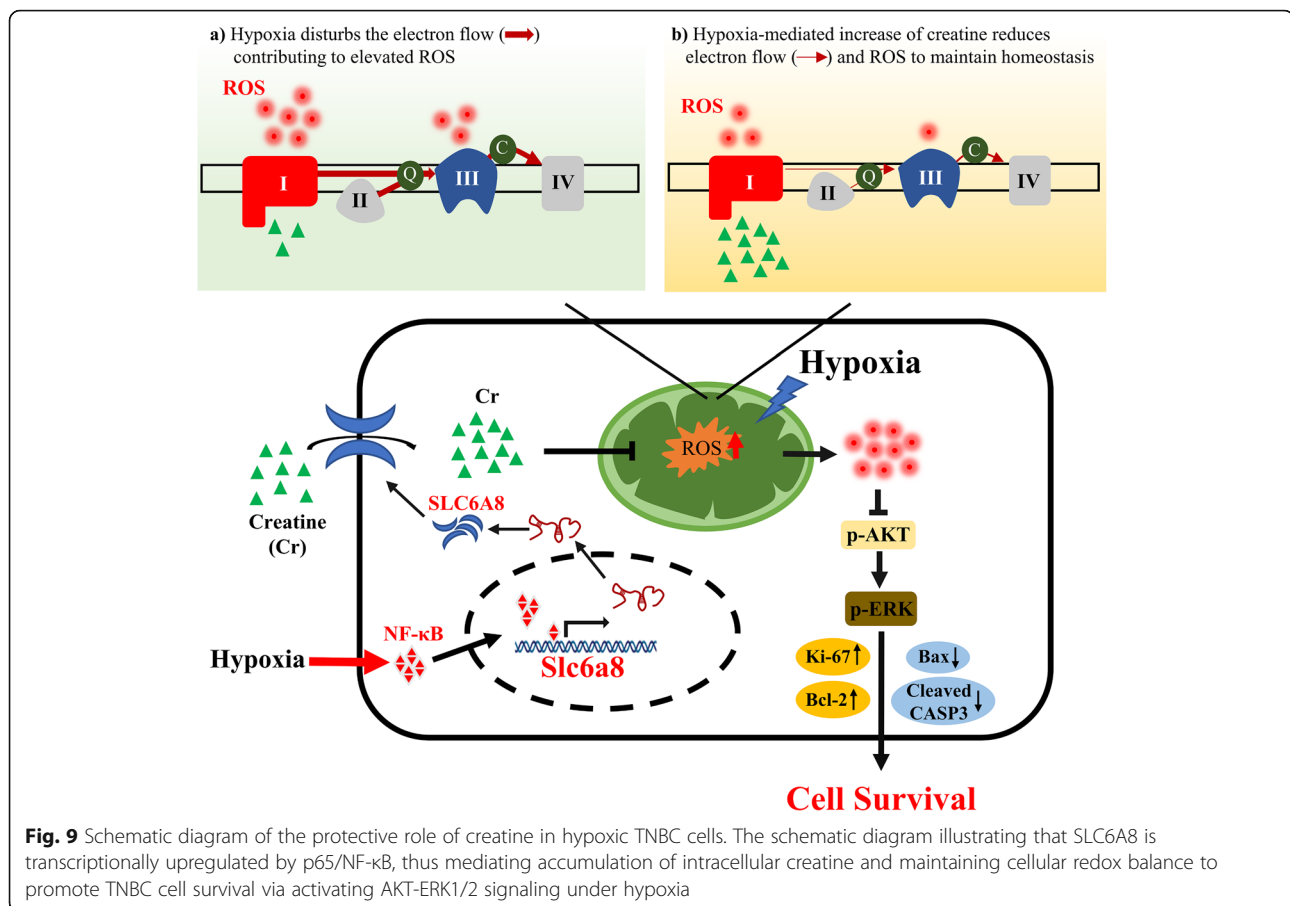 a) Hypoxia disturbs the electron flow (➡)
contributing to elevated ROS
b) Hypoxia-mediated increase of creatine reduces
electron flow (→) and ROS to maintain homestasis
ROS
I
II
Q
III
C
IV
ROS
I
II
Q
III
C
IV
Hypoxia
Cr
ROS
Creatine
(Cr)
SLC6A8
p-AKT
p-ERK
NF-κB
Hypoxia
Slc6a8
Ki-67↑
Bax↓
Bcl-2↑
Cleaved
CASP3↓
Cell Survival
Fig. 9 Schematic diagram of the protective role of creatine in hypoxic TNBC cells. The schematic diagram illustrating that SLC6A8 is
transcriptionally upregulated by p65/NF-κB, thus mediating accumulation of intracellular creatine and maintaining cellular redox balance to
promote TNBC cell survival via activating AKT-ERK1/2 signaling under hypoxia